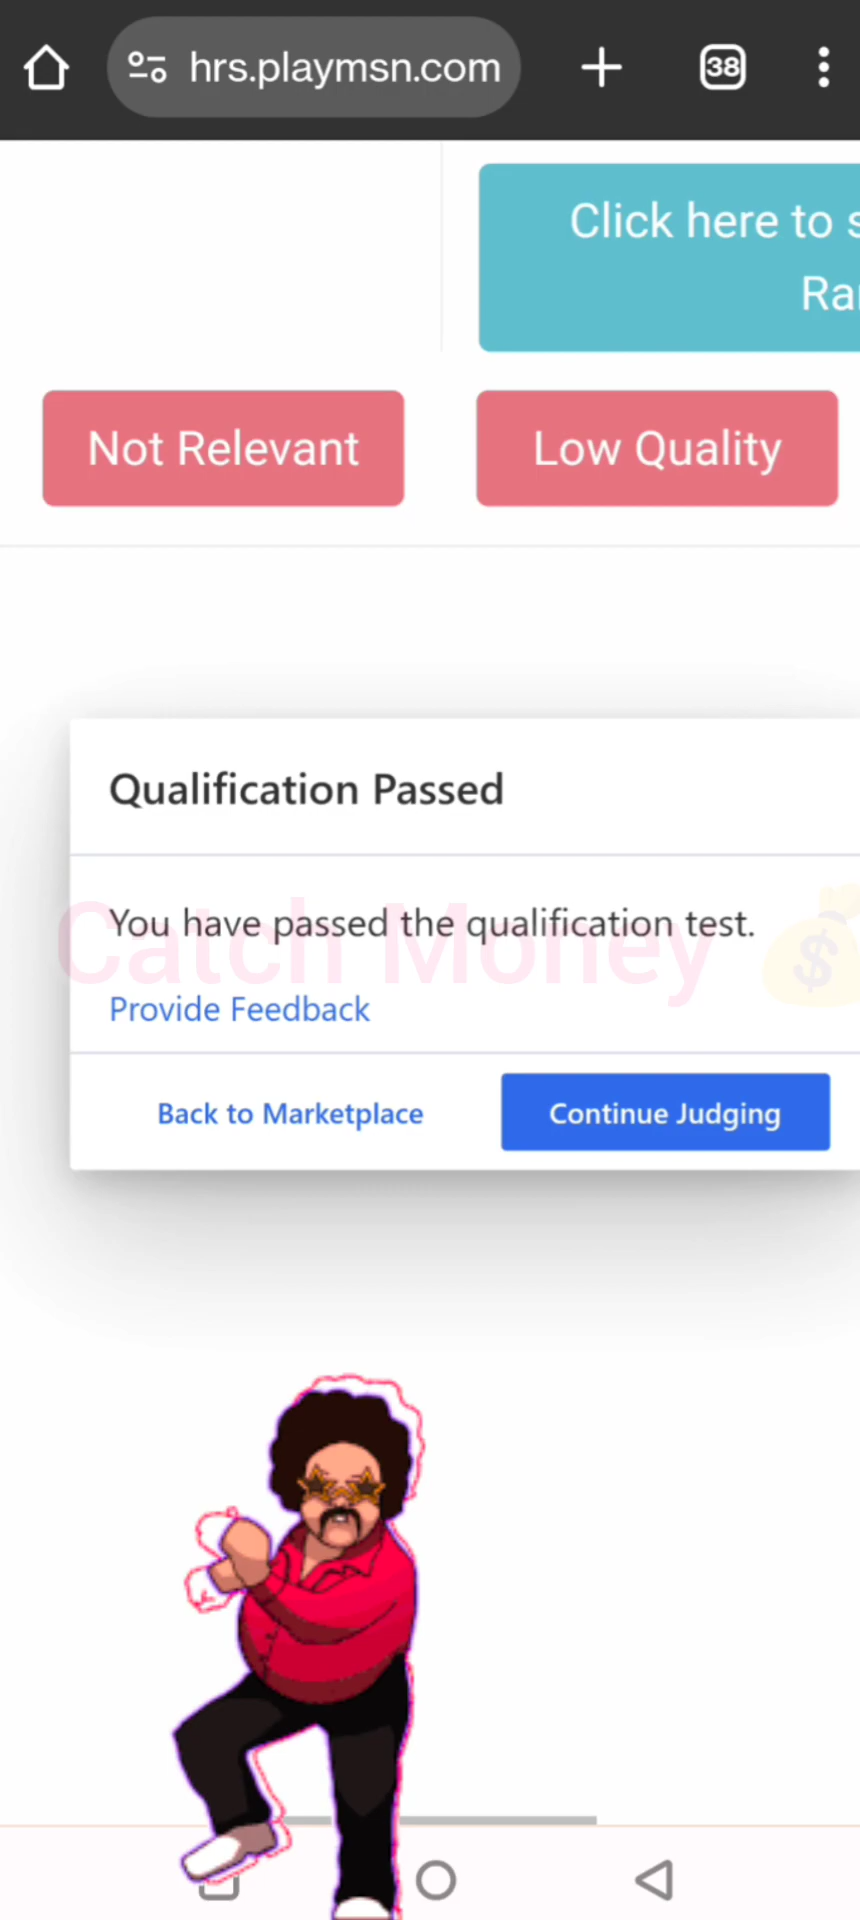 hrs.playmsn.com
38
Click here to s
Ra
Not Relevant
Low Quality
Qualification Passed
You have passed the qualification test.
Catch Money
Provide Feedback
Back to Marketplace
Continue Judging